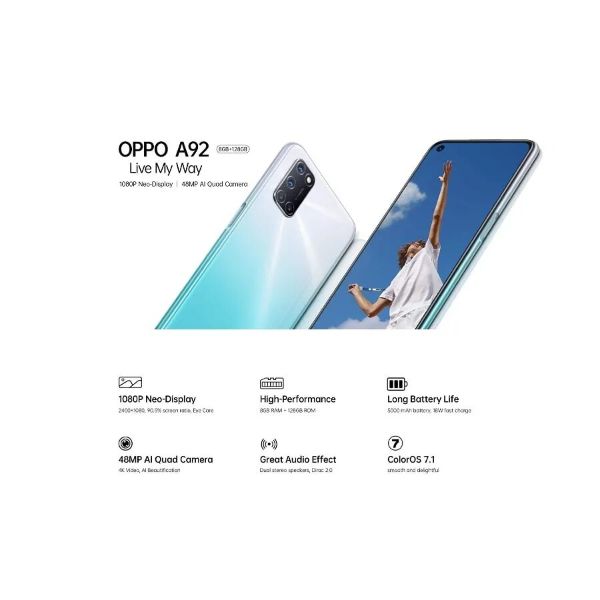 OPPO A92 8GB+128GB
Live My Way
1080P Neo-Display | 48MP AI Quad Camera
1080P Neo-Display
2400*1080, 90.5% screen ratio, Eye Care
High-Performance
8GB RAM + 128GB ROM
Long Battery Life
5000 mAh battery, 18W fast charge
48MP AI Quad Camera
4K Video, AI Beautification
Great Audio Effect
Dual stereo speakers, Dirac 2.0
7
ColorOS 7.1
smooth and delightful